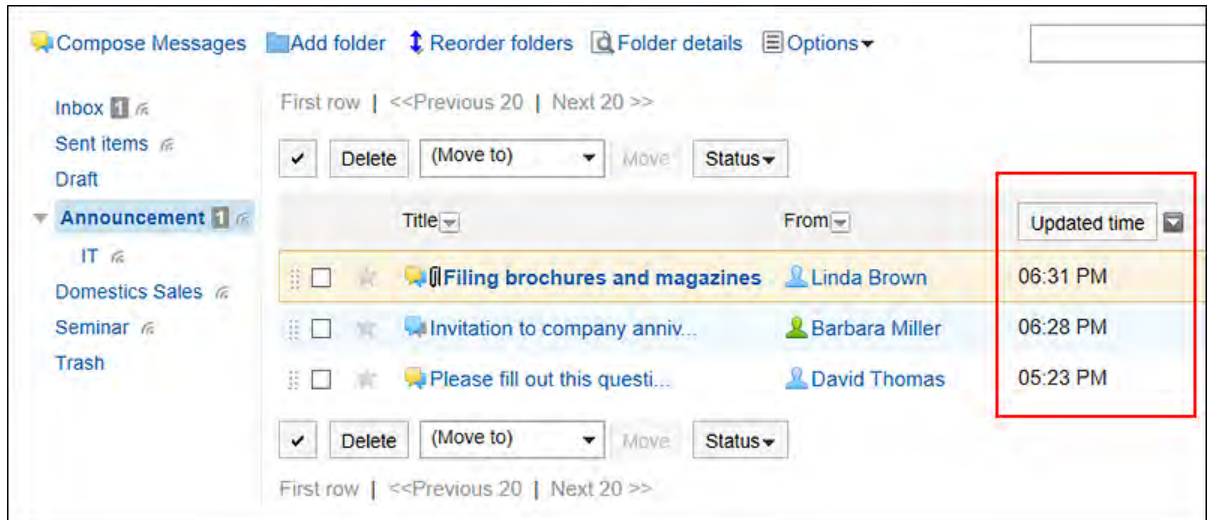 Compose Messages Add folder Reorder folders Folder details Options
Inbox 1
Sent items
Draft
Announcement 1
IT
Domestics Sales
Seminar
Trash
First row | <<Previous 20 | Next 20 >>
Delete (Move to) Move Status
Title From Updated time
Filing brochures and magazines Linda Brown 06:31 PM
Invitation to company anniv... Barbara Miller 06:28 PM
Please fill out this questi... David Thomas 05:23 PM
Delete (Move to) Move Status
First row | <<Previous 20 | Next 20 >>